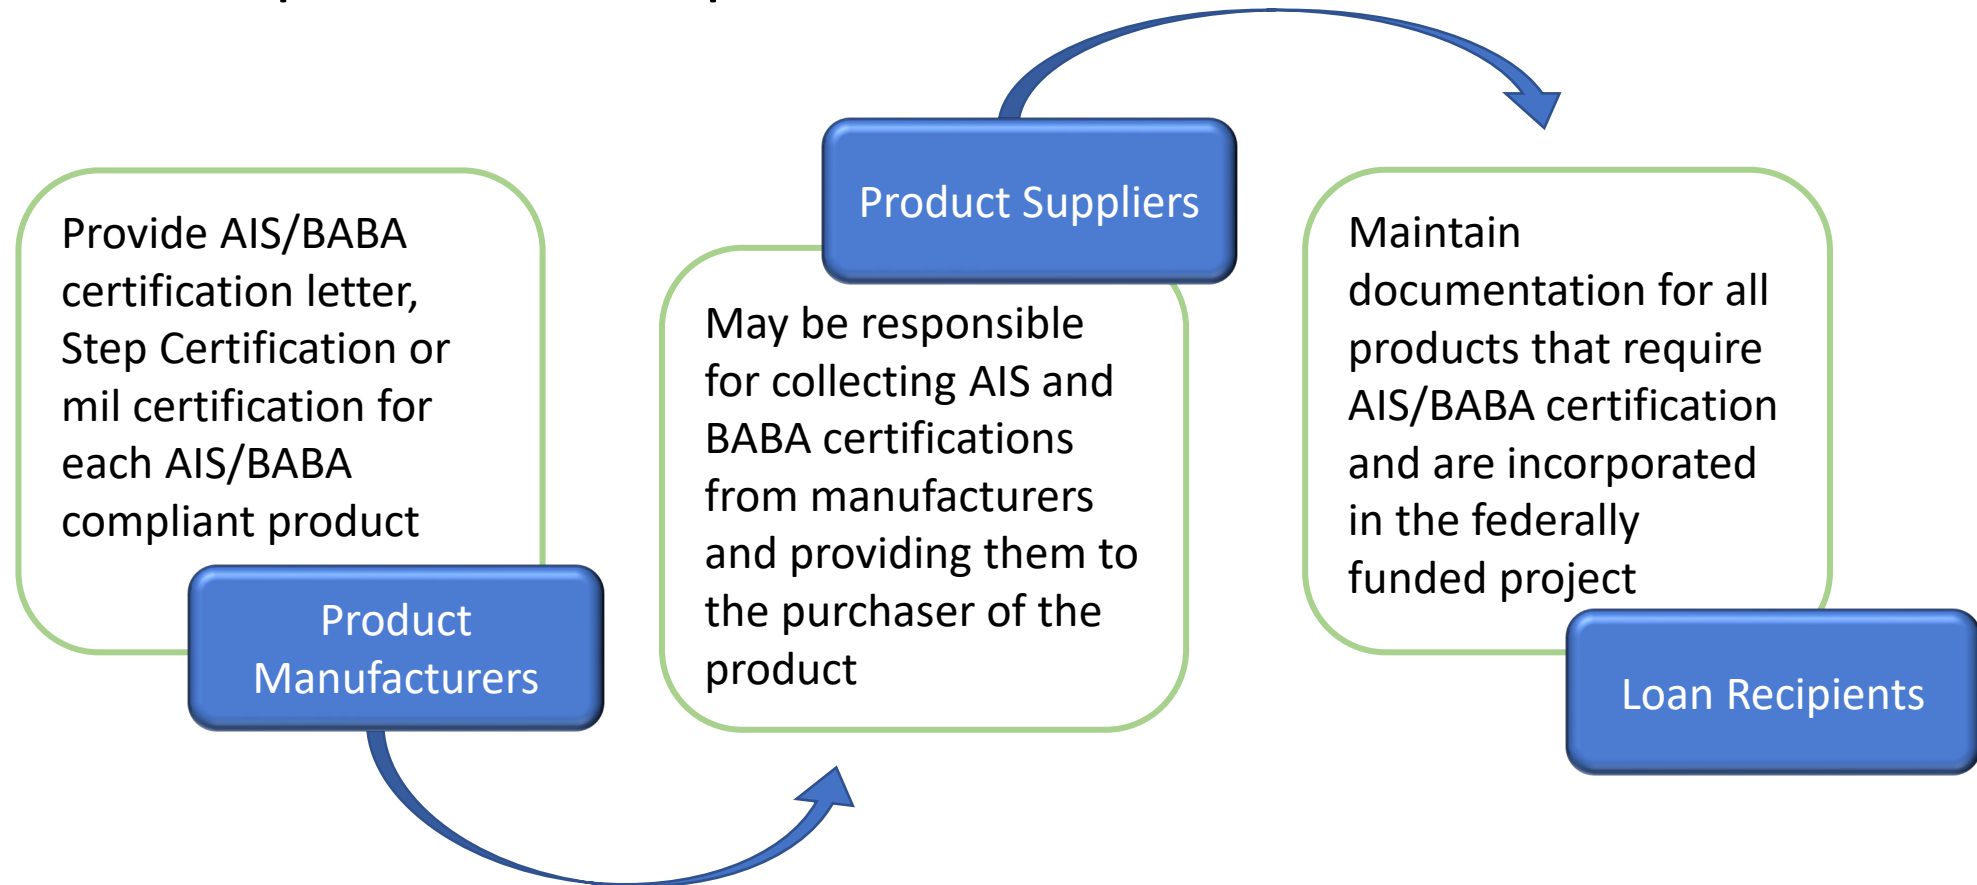 Provide AIS/BABA
certification letter,
Step Certification or
mil certification for
each AIS/BABA
compliant product
Product
Manufacturers
Product Suppliers
May be responsible
for collecting AIS and
BABA certifications
from manufacturers
and providing them to
the purchaser of the
product
Maintain
documentation for all
products that require
AIS/BABA certification
and are incorporated
in the federally
funded project
Loan Recipients